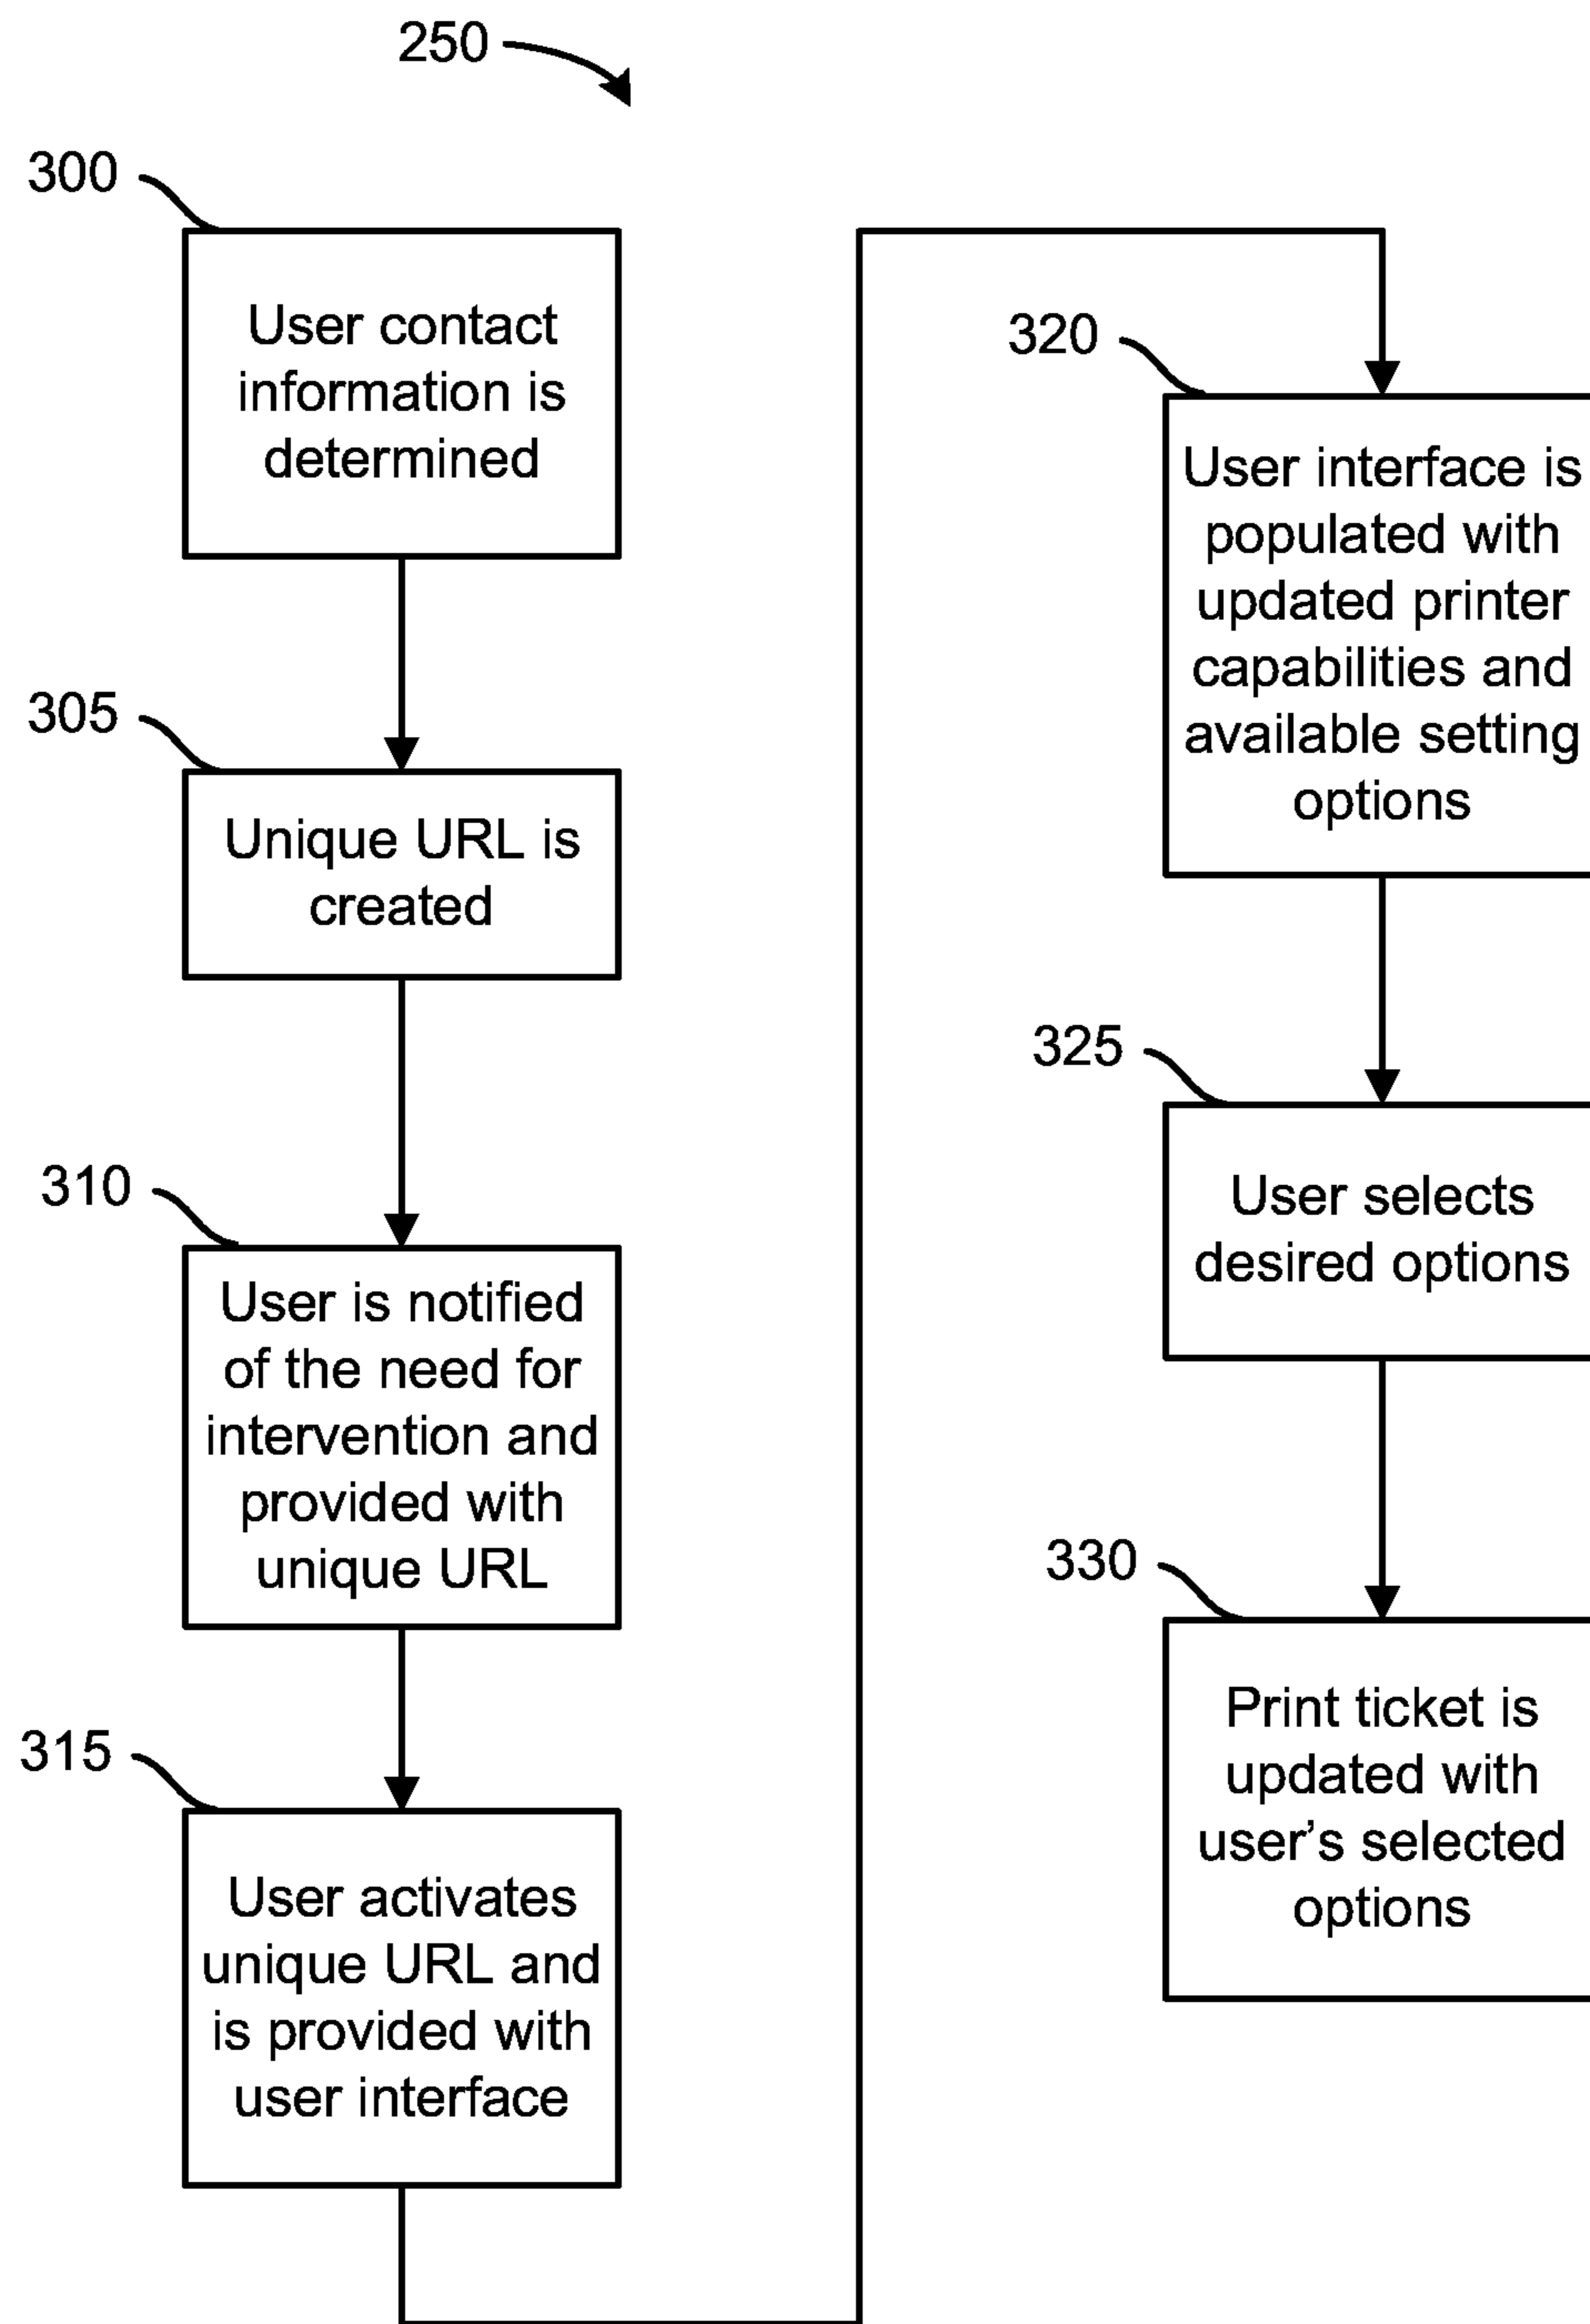 250
300
User contact
information is
determined
305
Unique URL is
created
310
User is notified
of the need for
intervention and
provided with
unique URL
315
User activates
unique URL and
is provided with
user interface
320
User interface is
populated with
updated printer
capabilities and
available setting
options
325
User selects
desired options
330
Print ticket is
updated with
user’s selected
options